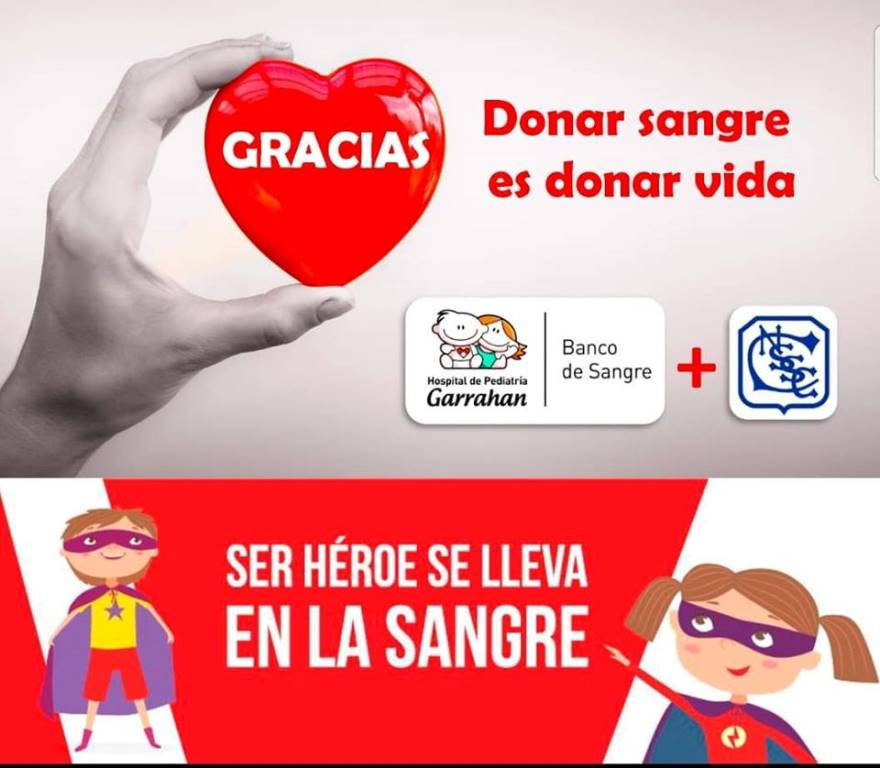 GRACIAS
Donar sangre
es donar vida
Hospital de Pediatría
Garrahan
Banco
de Sangre
+
SER HÉROE SE LLEVA
EN LA SANGRE